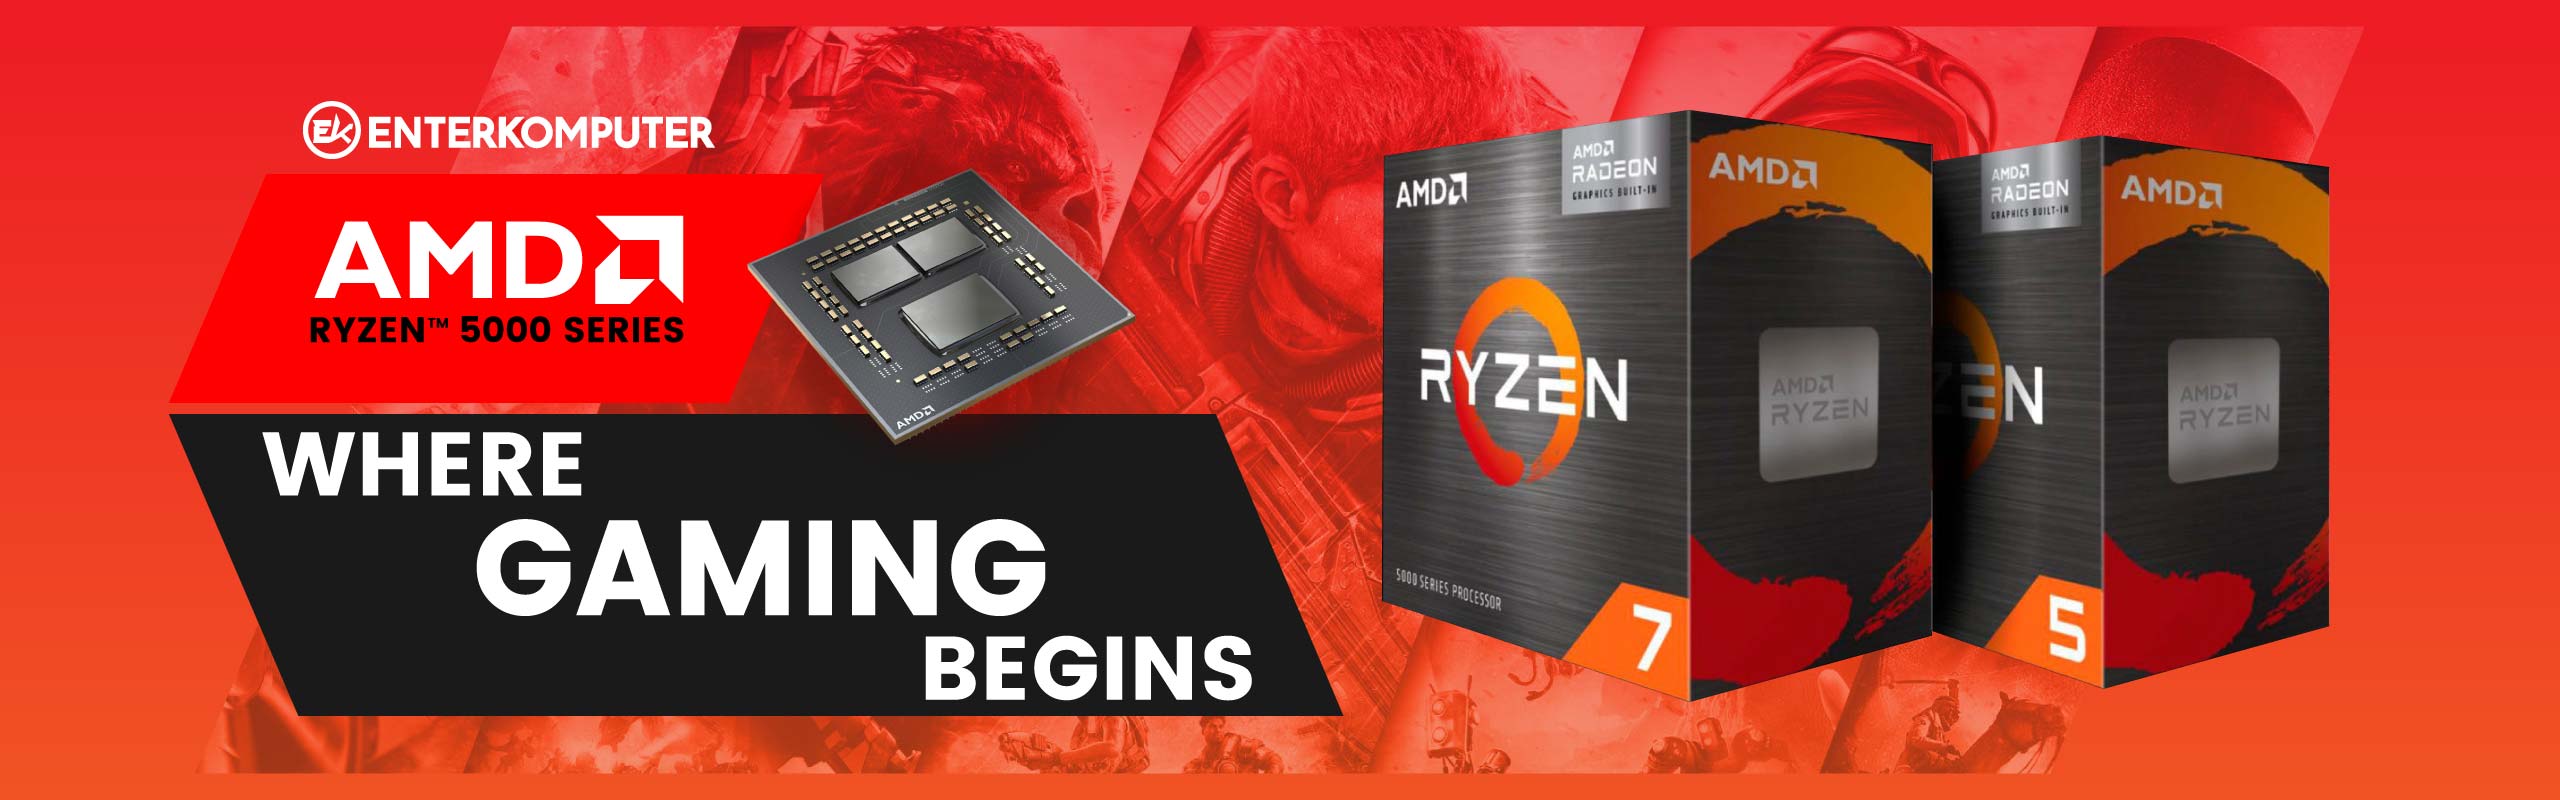 EK ENTERKOMPUTER
AMD
RYZEN™ 5000 SERIES
AMD
WHERE
GAMING
BEGINS
AMD
AMD
RADEON
GRAPHICS BUILT-IN
RYZEN
5000 SERIES PROCESSOR
7
AMD
AMD
RYZEN
AMD
RADEON
GRAPHICS BUILT-IN
ZEN
5
AMD
AMD
RYZEN